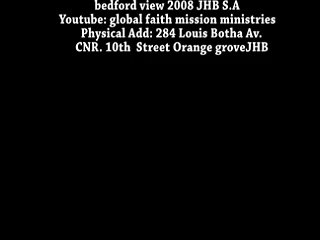 bedford view 2008 JHB S.A
Youtube: global faith mission ministries
Physical Add: 284 Louis Botha Av.
CNR. 10th Street Orange groveJHB